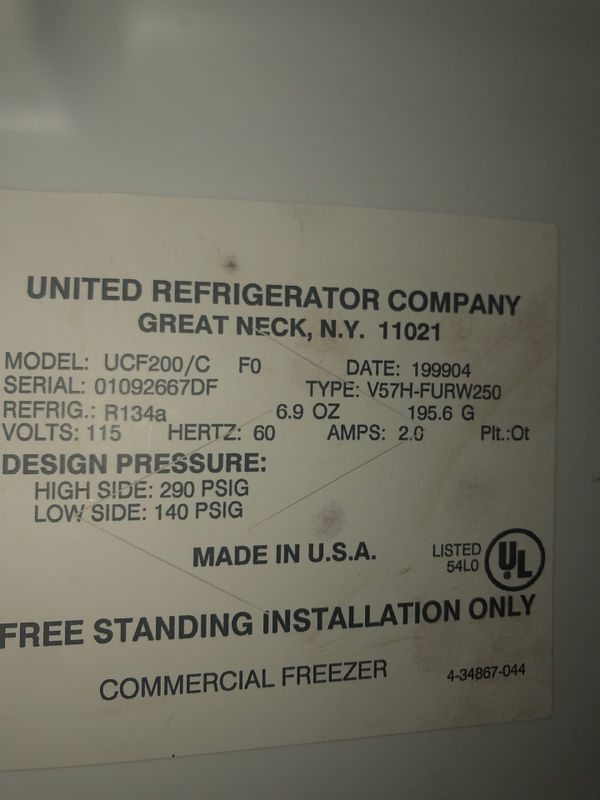 UNITED REFRIGERATOR COMPANY
GREAT NECK, N.Y. 11021
MODEL: UCF200/C F0 DATE: 199904
SERIAL: 01092667DF TYPE: V57H-FURW250
REFRIG.: R134a 6.9 OZ 195.6 G
VOLTS: 115 HERTZ: 60 AMPS: 2.0 Plt.:Ot
DESIGN PRESSURE:
HIGH SIDE: 290 PSIG
LOW SIDE: 140 PSIG
MADE IN U.S.A.
LISTED
54L0
UL
FREE STANDING INSTALLATION ONLY
COMMERCIAL FREEZER 4-34867-044